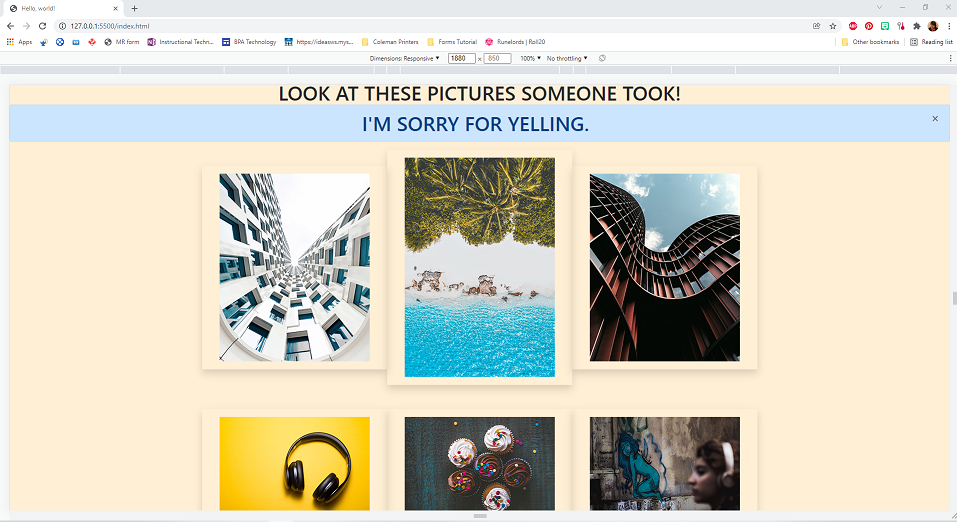 Hello, world!
127.0.0.1:5500/index.html
Apps MR form Instructional Techn... BPA Technology https://ideasws.mys... Coleman Printers Forms Tutorial Runelords | Roll20 Other bookmarks Reading list
Dimensions: Responsive 1880 x 850 100% No throttling
LOOK AT THESE PICTURES SOMEONE TOOK!
I'M SORRY FOR YELLING.